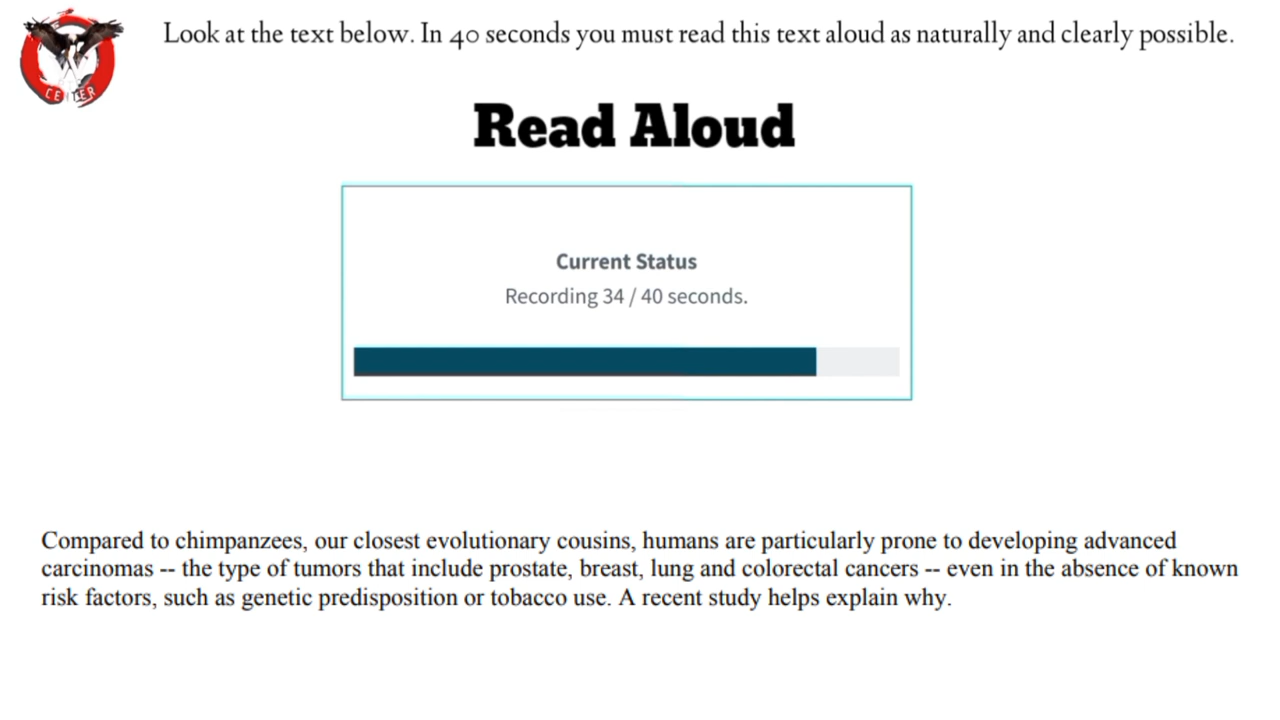 Look at the text below. In 40 seconds you must read this text aloud as naturally and clearly possible.
CENTER
Read Aloud
Current Status
Recording 34 / 40 seconds.
Compared to chimpanzees, our closest evolutionary cousins, humans are particularly prone to developing advanced
carcinomas -- the type of tumors that include prostate, breast, lung and colorectal cancers -- even in the absence of known
risk factors, such as genetic predisposition or tobacco use. A recent study helps explain why.